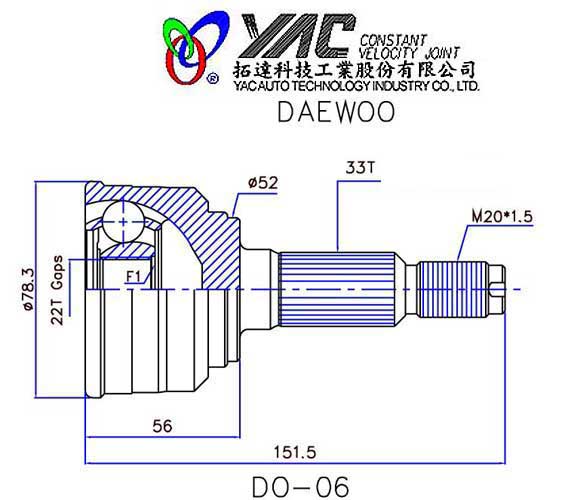 YAC CONSTANT
VELOCITY JOINT
®
拓達科技工業股份有限公司
YAC AUTO TECHNOLOGY INDUSTRY CO., LTD.
DAEWOO
33T
ø52
M20*1.5
ø78.3
22T Gaps
F1
56
151.5
DO-06